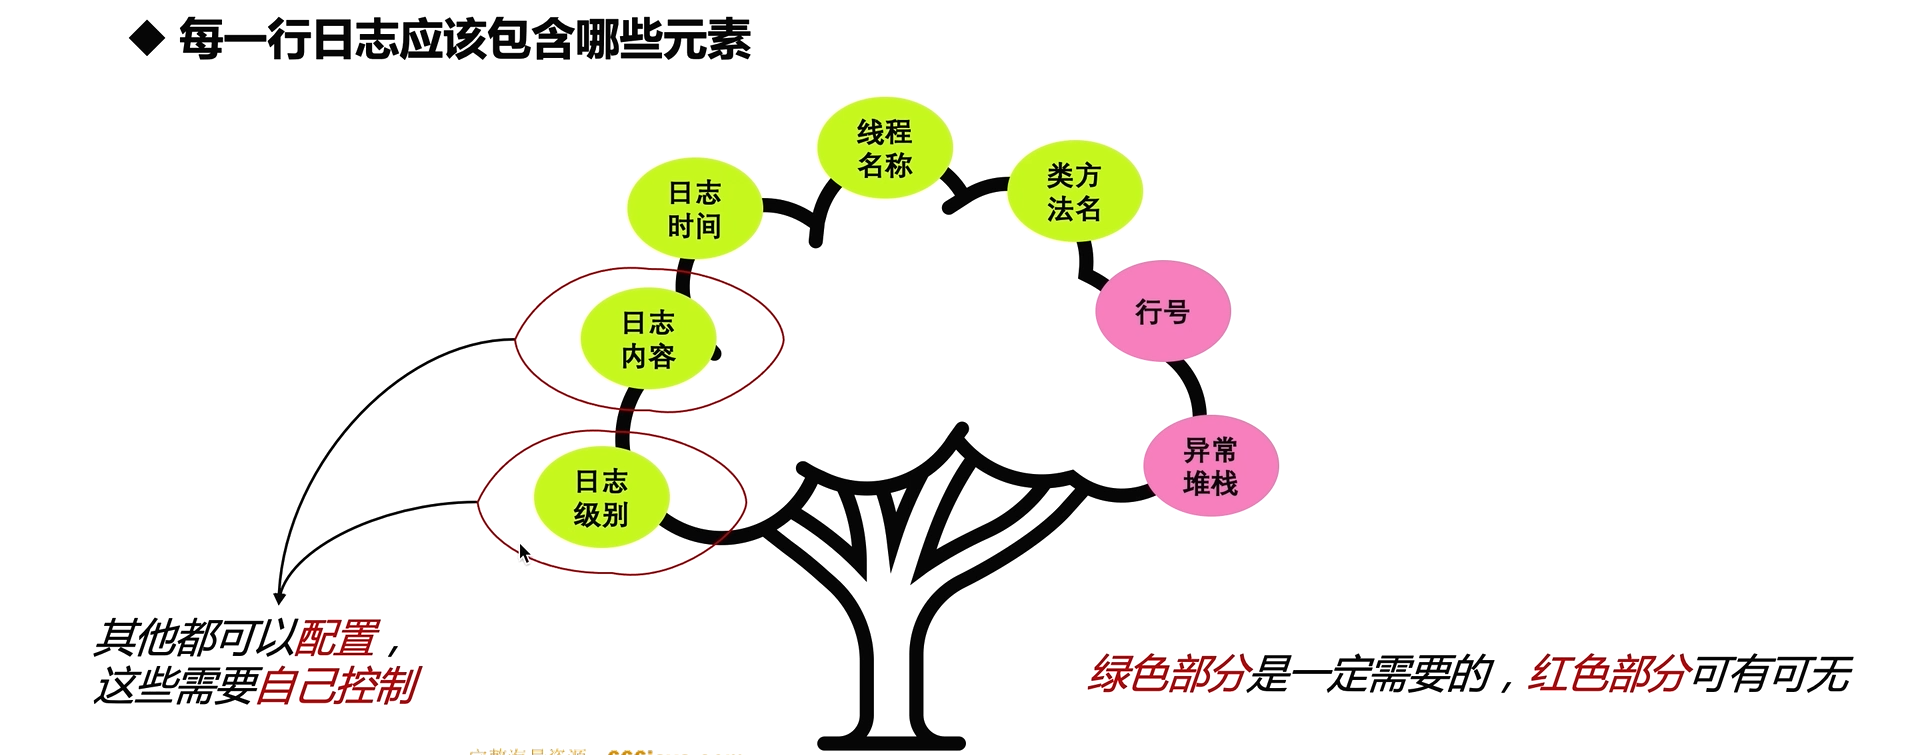 每一行日志应该包含哪些元素
线程
名称
日志
时间
类方
法名
日志
内容
行号
日志
级别
异常
堆栈
其他都可以配置，
这些需要自己控制
绿色部分是一定需要的，红色部分可有可无